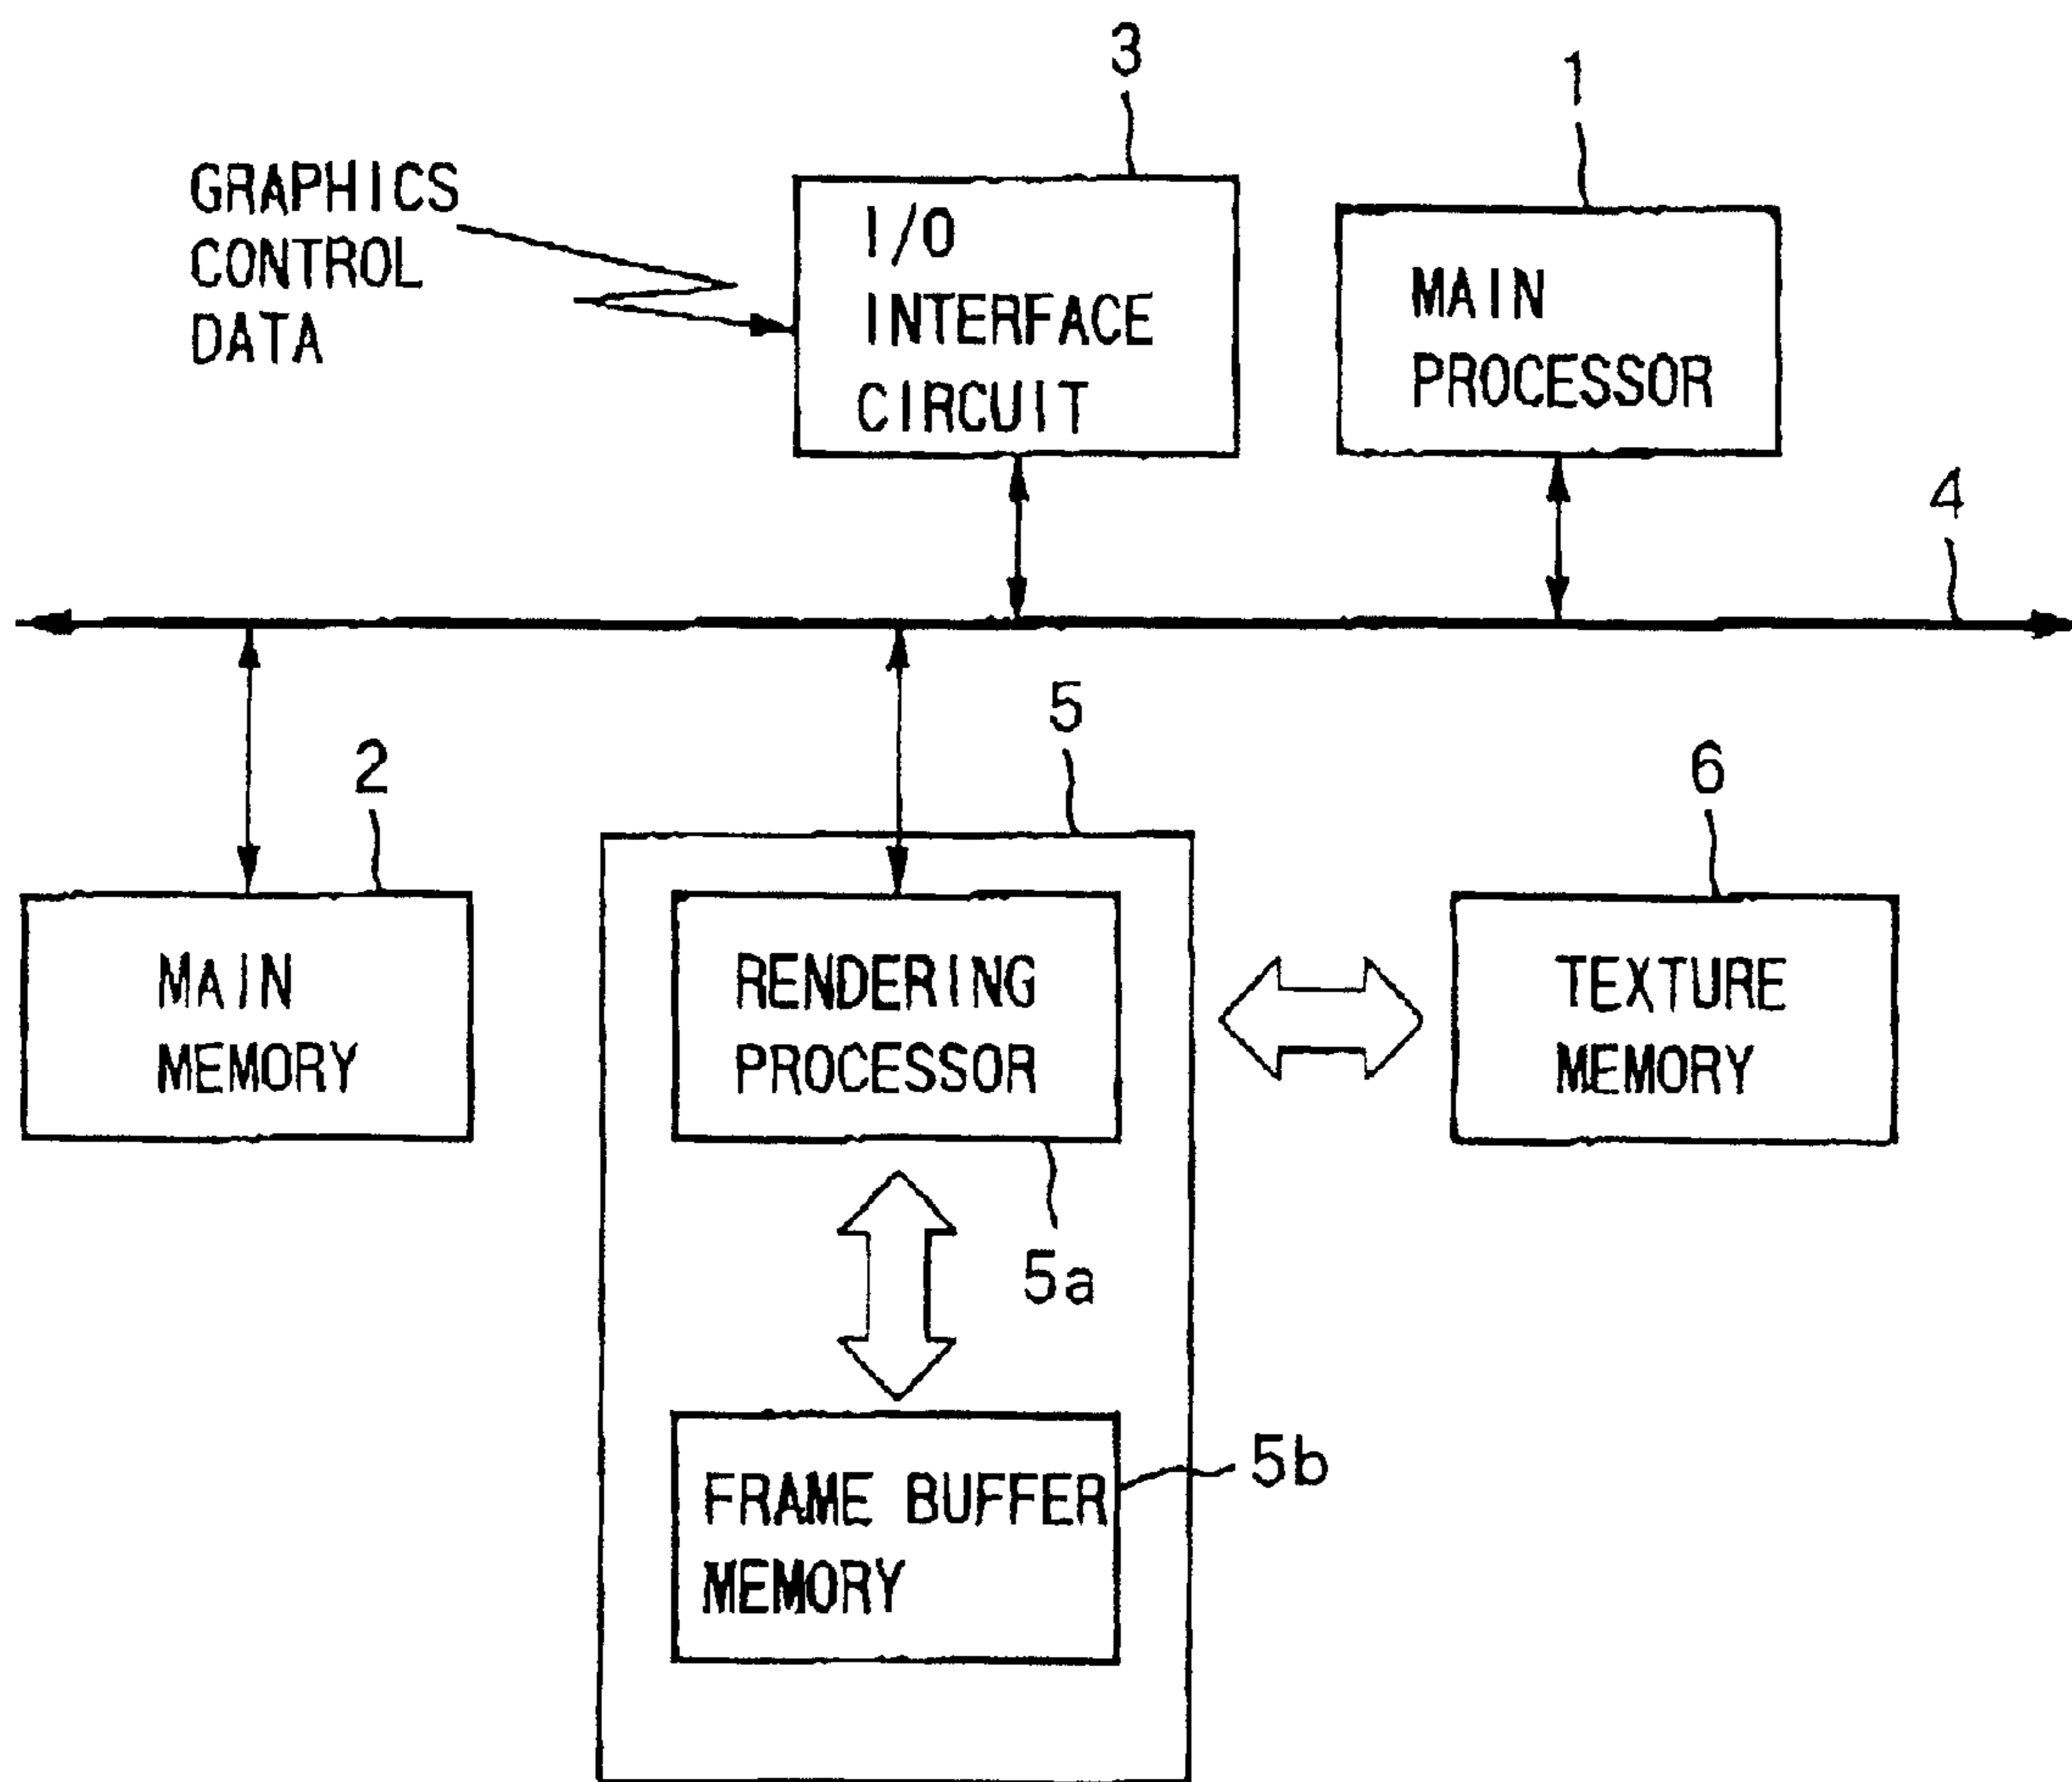 3
1
GRAPHICS
CONTROL
DATA
I/O
INTERFACE
CIRCUIT
MAIN
PROCESSOR
4
5
2
6
MAIN
MEMORY
RENDERING
PROCESSOR
TEXTURE
MEMORY
5a
5b
FRAME BUFFER
MEMORY